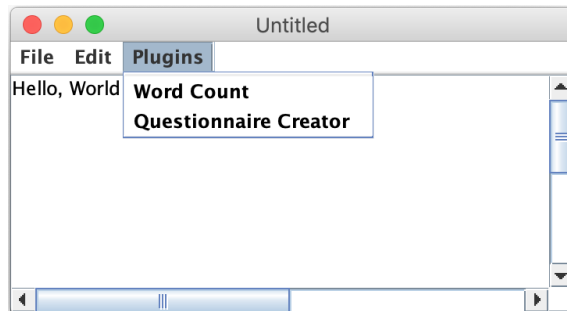 Untitled
File Edit Plugins
Hello, World
Word Count
Questionnaire Creator